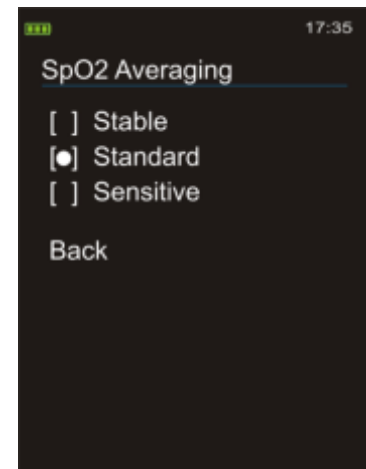 17:35
SpO2 Averaging
[ ] Stable
[●] Standard
[ ] Sensitive
Back